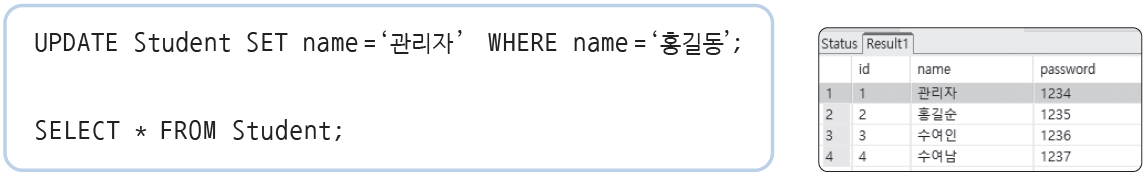 UPDATE Student SET name=‘관리자’ WHERE name=‘홍길동’;
SELECT * FROM Student;
Status Result1
id name password
1 1 관리자 1234
2 2 홍길순 1235
3 3 수여인 1236
4 4 수여남 1237